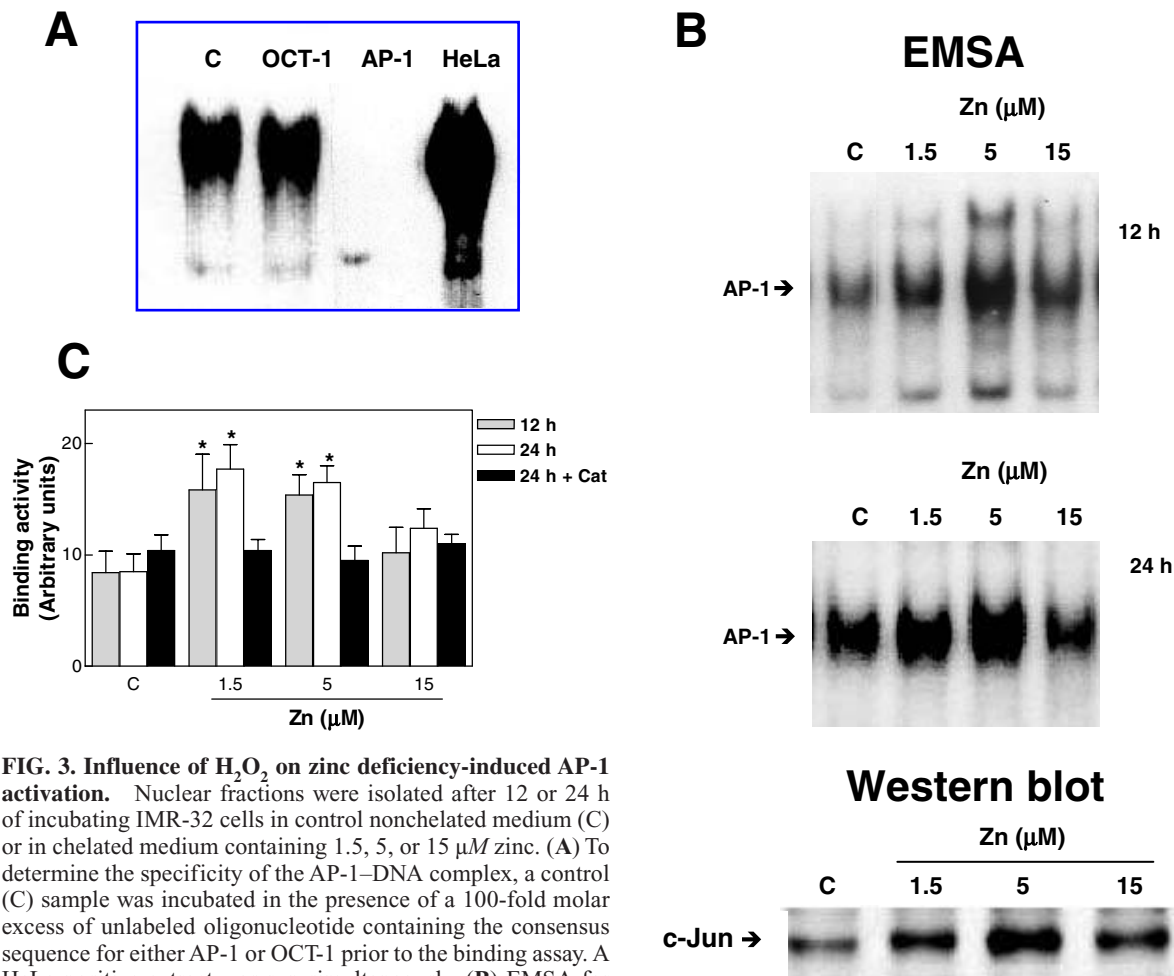 A
C OCT-1 AP-1 HeLa
B
EMSA
Zn (μM)
C 1.5 5 15
12 h
AP-1➔
Zn (μM)
C 1.5 5 15
24 h
AP-1➔
Western blot
Zn (μM)
C 1.5 5 15
c-Jun ➔
C
12 h
24 h
24 h + Cat
Binding activity
(Arbitrary units)
20
10
0
* * * *
C 1.5 5 15
Zn (μM)
FIG. 3. Influence of H₂O₂ on zinc deficiency-induced AP-1
activation. Nuclear fractions were isolated after 12 or 24 h
of incubating IMR-32 cells in control nonchelated medium (C)
or in chelated medium containing 1.5, 5, or 15 μM zinc. (A) To
determine the specificity of the AP-1–DNA complex, a control
(C) sample was incubated in the presence of a 100-fold molar
excess of unlabeled oligonucleotide containing the consensus
sequence for either AP-1 or OCT-1 prior to the binding assay. A